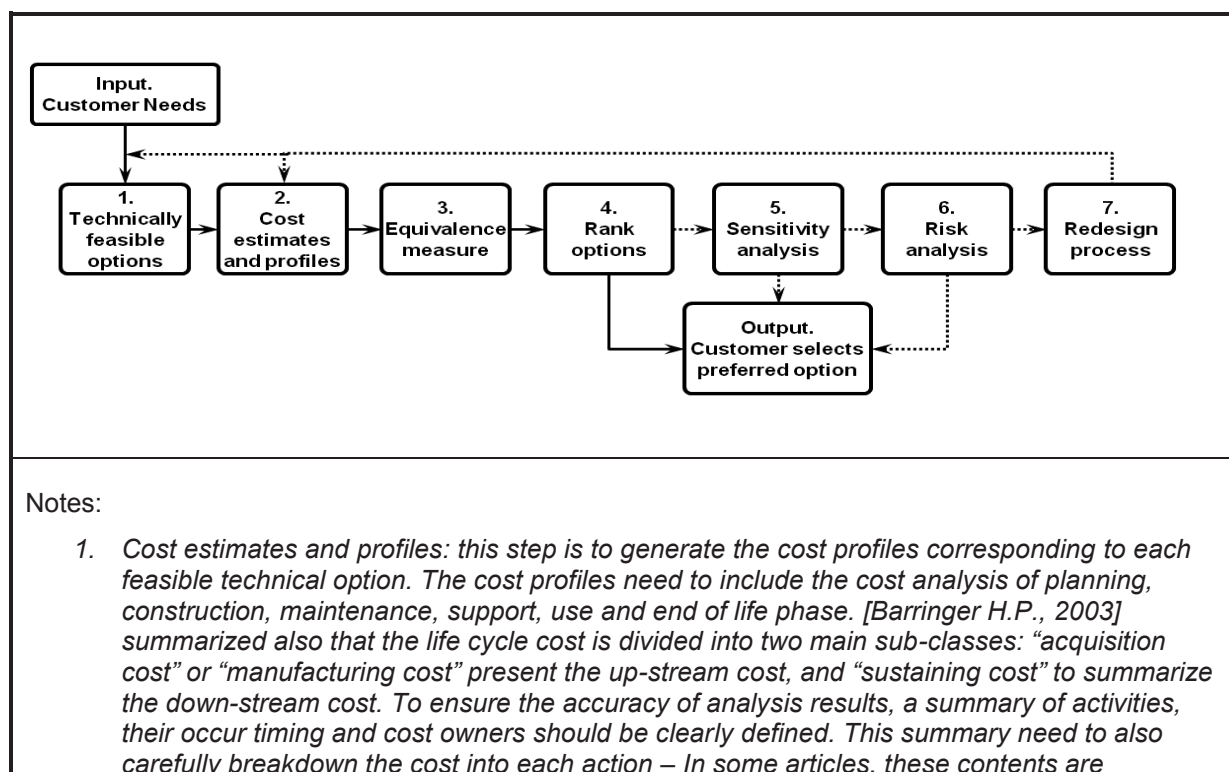 Input.
Customer Needs
1.
Technically
feasible
options
2.
Cost
estimates
and profiles
3.
Equivalence
measure
4.
Rank
options
5.
Sensitivity
analysis
6.
Risk
analysis
7.
Redesign
process
Output.
Customer selects
preferred option
Notes:
1. Cost estimates and profiles: this step is to generate the cost profiles corresponding to each
feasible technical option. The cost profiles need to include the cost analysis of planning,
construction, maintenance, support, use and end of life phase. [Barringer H.P., 2003]
summarized also that the life cycle cost is divided into two main sub-classes: “acquisition
cost” or “manufacturing cost” present the up-stream cost, and “sustaining cost” to summarize
the down-stream cost. To ensure the accuracy of analysis results, a summary of activities,
their occur timing and cost owners should be clearly defined. This summary need to also
carefully breakdown the cost into each action – In some articles, these contents are